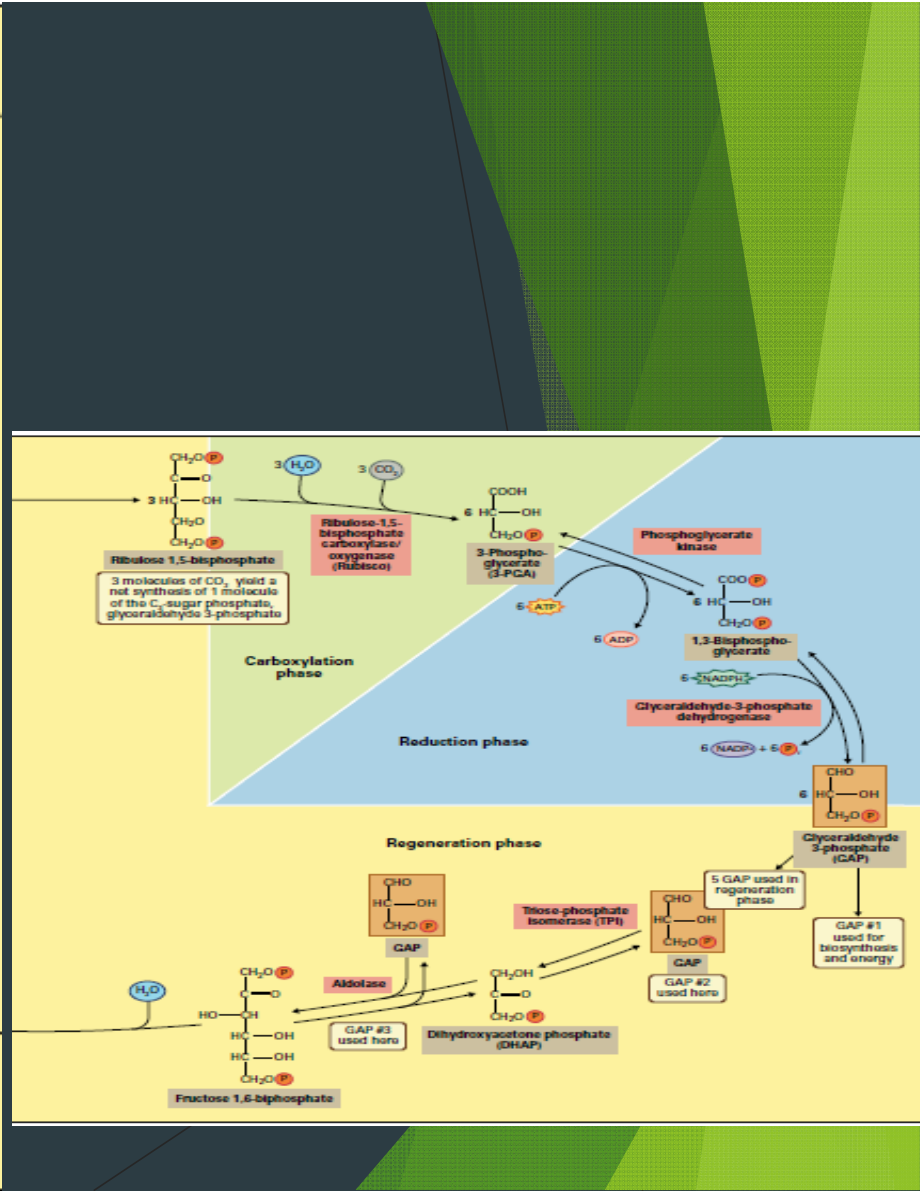 CH₂O P
C O
3 HC OH
CH₂O
CH₂O P
Ribulose 1,5-bisphosphate
3 molecules of CO₂ yield a
net synthesis of 1 molecule
of the C₃-sugar phosphate,
glyceraldehyde 3-phosphate
3 H₂O
3 CO₂
Ribulose-1,5-
bisphosphate
carboxylase/
oxygenase
(Rubisco)
Carboxylation
phase
COOH
6 HC OH
CH₂O P
3-Phospho-
glycerate
(3-PGA)
6 ATP
6 ADP
Phosphoglycerate
kinase
COO P
6 HC OH
CH₂O P
1,3-Bisphospho-
glycerate
6 NADPH
Glyceraldehyde-3-phosphate
dehydrogenase
6 NADP + 6 Pi
Reduction phase
CHO
6 HC OH
CH₂O P
Glyceraldehyde
3-phosphate
(GAP)
Regeneration phase
5 GAP used in
regeneration
phase
GAP #1
used for
biosynthesis
and energy
CHO
HC OH
CH₂O P
GAP
GAP #2
used here
Triose-phosphate
isomerase (TPI)
CH₂OH
C O
CH₂O P
Dihydroxyacetone phosphate
(DHAP)
CHO
HC OH
CH₂O P
GAP
Aldolase
GAP #3
used here
H₂O
CH₂O P
C O
HO CH
HC OH
HC OH
CH₂O P
Fructose 1,6-biphosphate